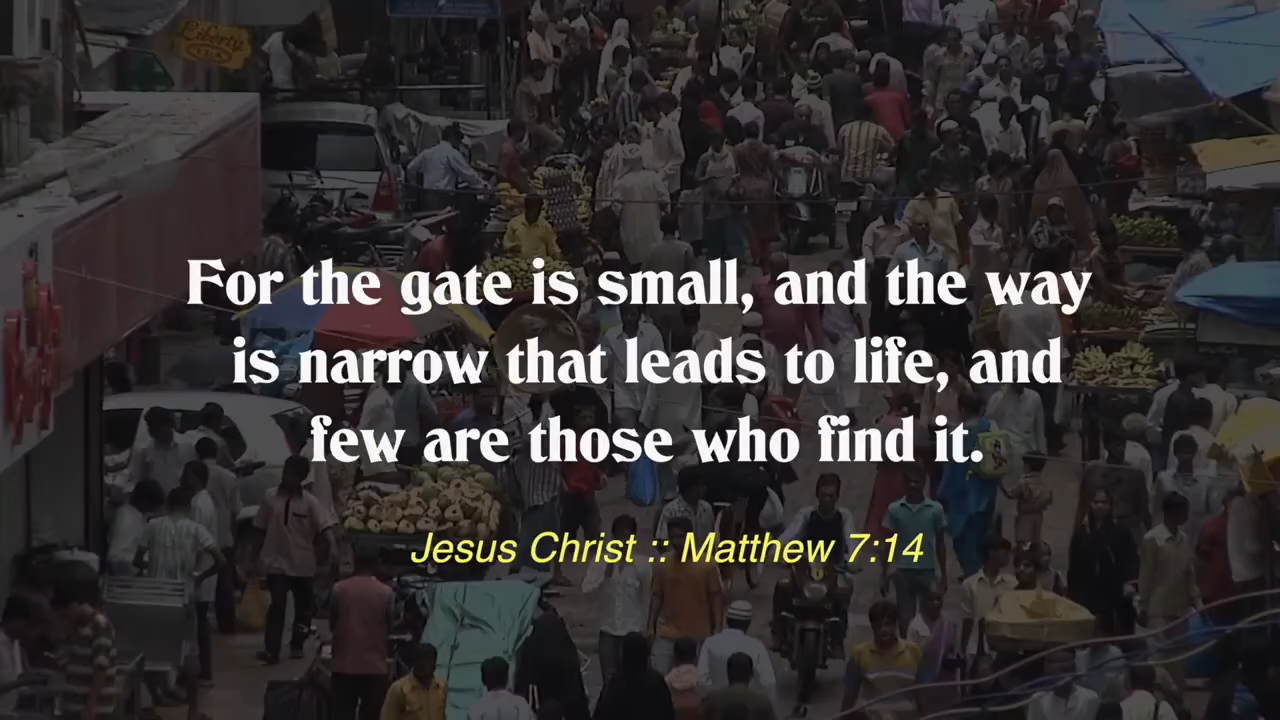 Liberty
For the gate is small, and the way
is narrow that leads to life, and
few are those who find it.
Jesus Christ :: Matthew 7:14